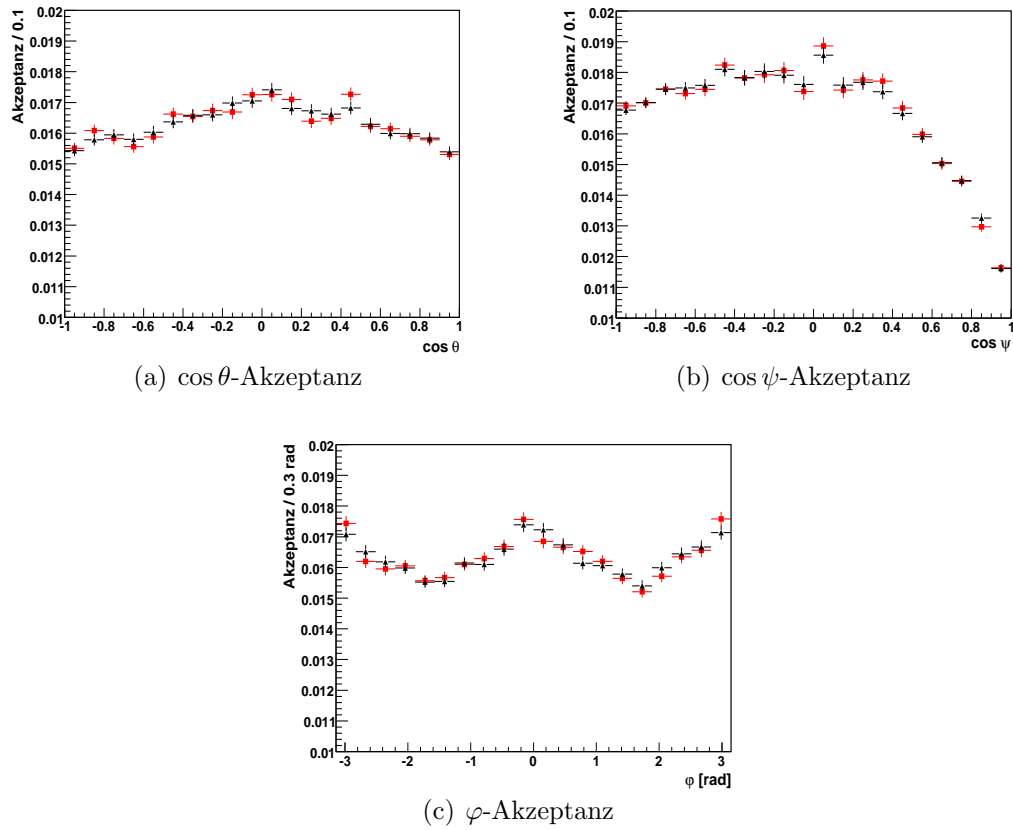 Akzeptanz / 0.1
0.02
0.019
0.018
0.017
0.016
0.015
0.014
0.013
0.012
0.011
0.01
-1 -0.8 -0.6 -0.4 -0.2 0 0.2 0.4 0.6 0.8 1
cos θ
(a) cos θ-Akzeptanz
Akzeptanz / 0.1
0.02
0.019
0.018
0.017
0.016
0.015
0.014
0.013
0.012
0.011
0.01
-1 -0.8 -0.6 -0.4 -0.2 0 0.2 0.4 0.6 0.8 1
cos ψ
(b) cos ψ-Akzeptanz
Akzeptanz / 0.3 rad
0.02
0.019
0.018
0.017
0.016
0.015
0.014
0.013
0.012
0.011
0.01
-3 -2 -1 0 1 2 3
φ [rad]
(c) φ-Akzeptanz